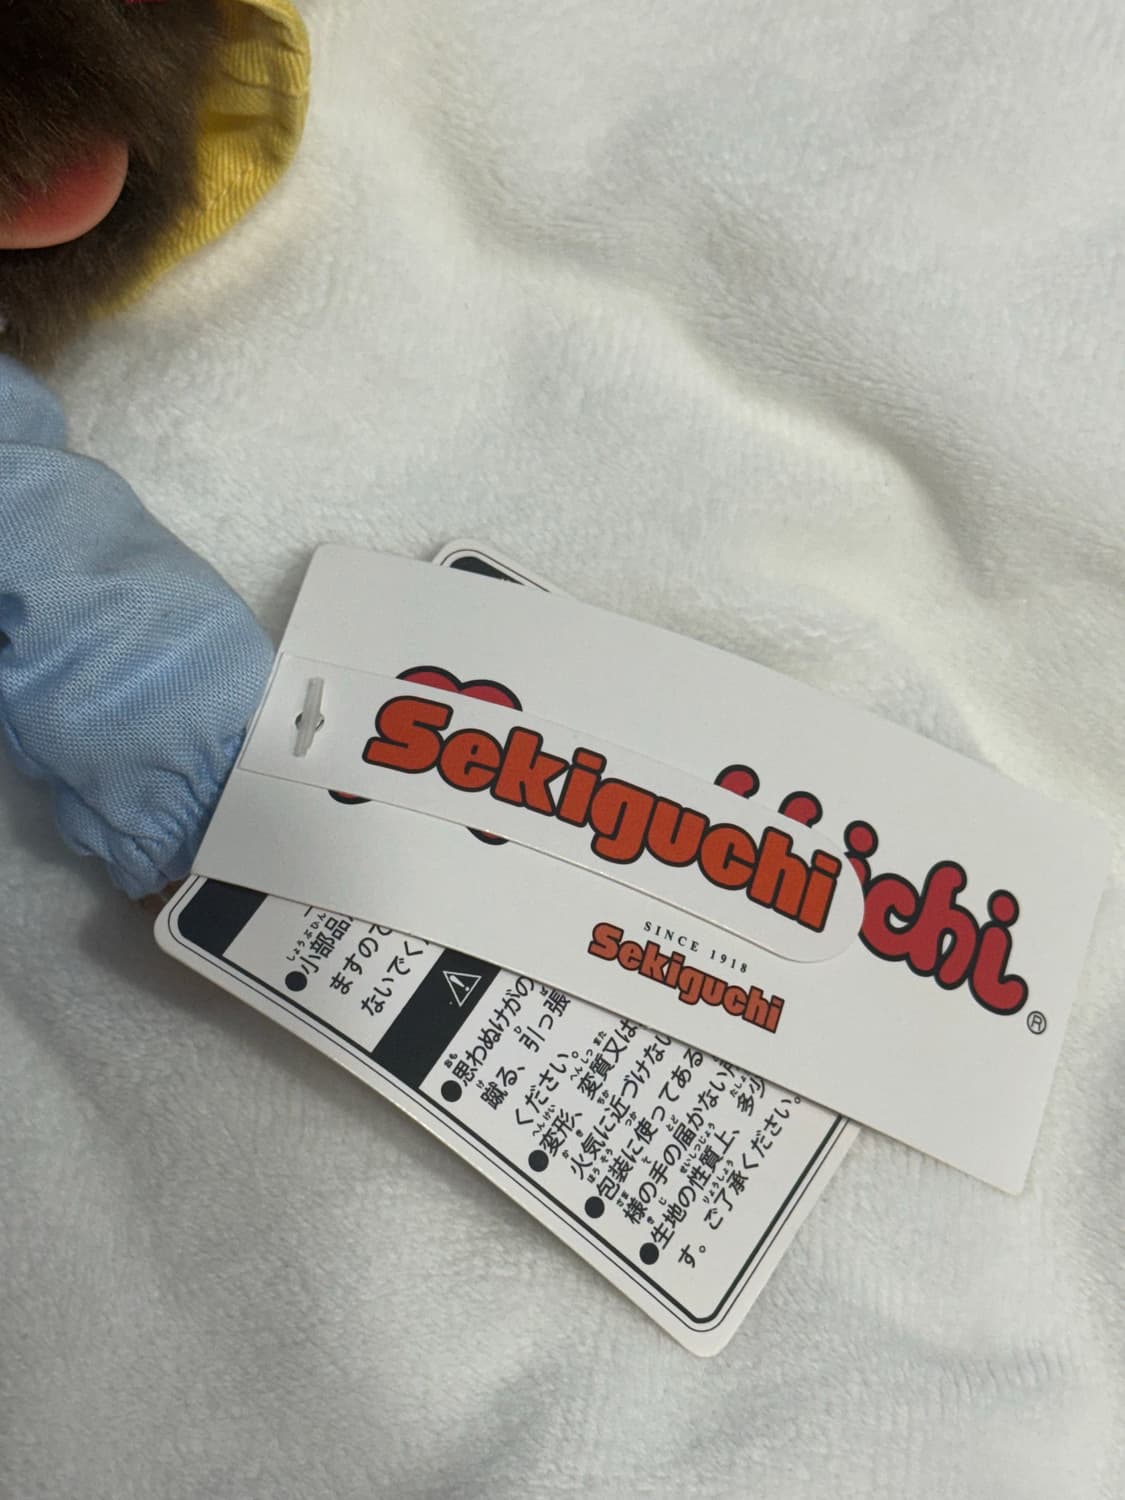 Sekiguchi
chi®
SINCE 1918
Sekiguchi
●小部品
ますので
ないでく
●思わぬけがの
蹴る、引っ張
ください。
●変形、変質又は
火気に近づけない
●包装に使ってある
様の手の届かない
●生地の性質上、多少
す。ご了承ください。